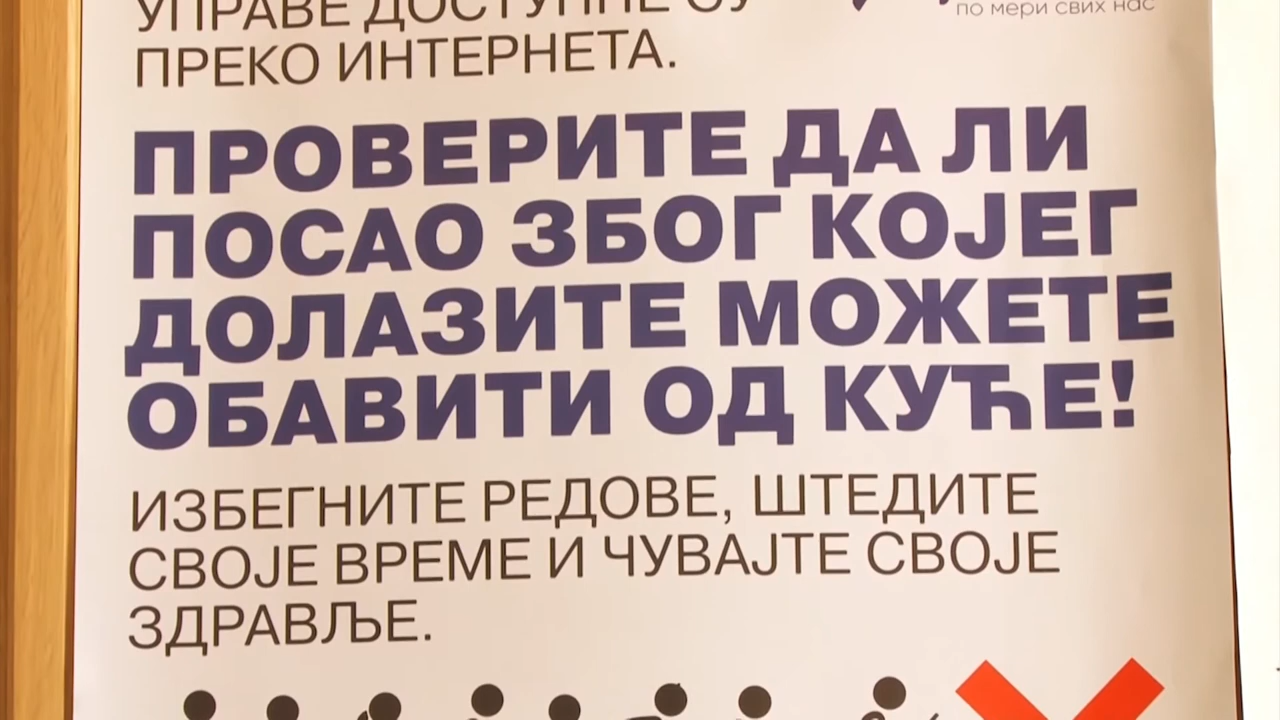 УПРАВЕ ДОСТУПНЕ СУ
по мери свих нас
ПРЕКО ИНТЕРНЕТА.
ПРОВЕРИТЕ ДА ЛИ
ПОСАО ЗБОГ КОЈЕГ
ДОЛАЗИТЕ МОЖЕТЕ
ОБАВИТИ ОД КУЋЕ!
ИЗБЕГНИТЕ РЕДОВЕ, ШТЕДИТЕ
СВОЈЕ ВРЕМЕ И ЧУВАЈТЕ СВОЈЕ
ЗДРАВЉЕ.